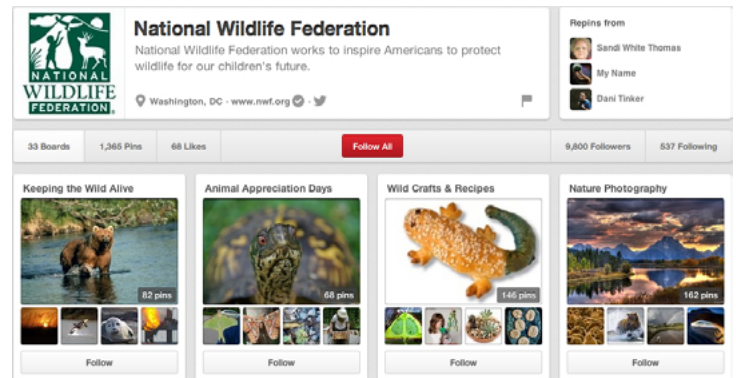 NATIONAL
WILDLIFE
FEDERATION
National Wildlife Federation
National Wildlife Federation works to inspire Americans to protect
wildlife for our children's future.
Washington, DC · www.nwf.org ·
Repins from
Sandi White Thomas
My Name
Dani Tinker
33 Boards 1,365 Pins 68 Likes Follow All 9,800 Followers 537 Following
Keeping the Wild Alive Animal Appreciation Days Wild Crafts & Recipes Nature Photography
82 pins 68 pins 146 pins 162 pins
Follow Follow Follow Follow